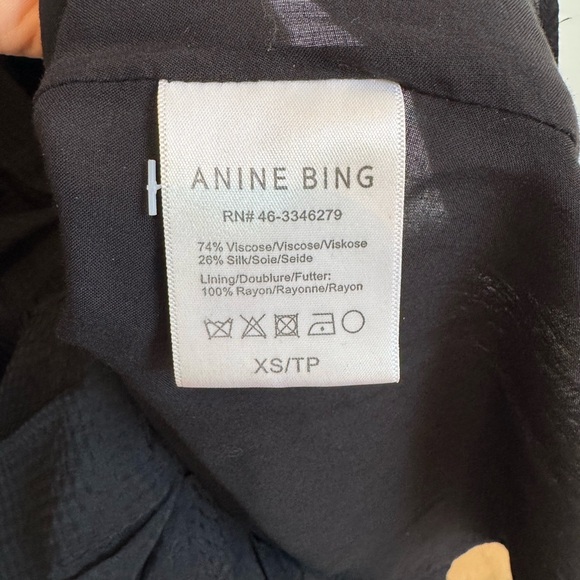 ANINE BING
RN# 46-3346279
74% Viscose/Viscose/Viskose
26% Silk/Soie/Seide
Lining/Doublure/Futter:
100% Rayon/Rayonne/Rayon
XS/TP